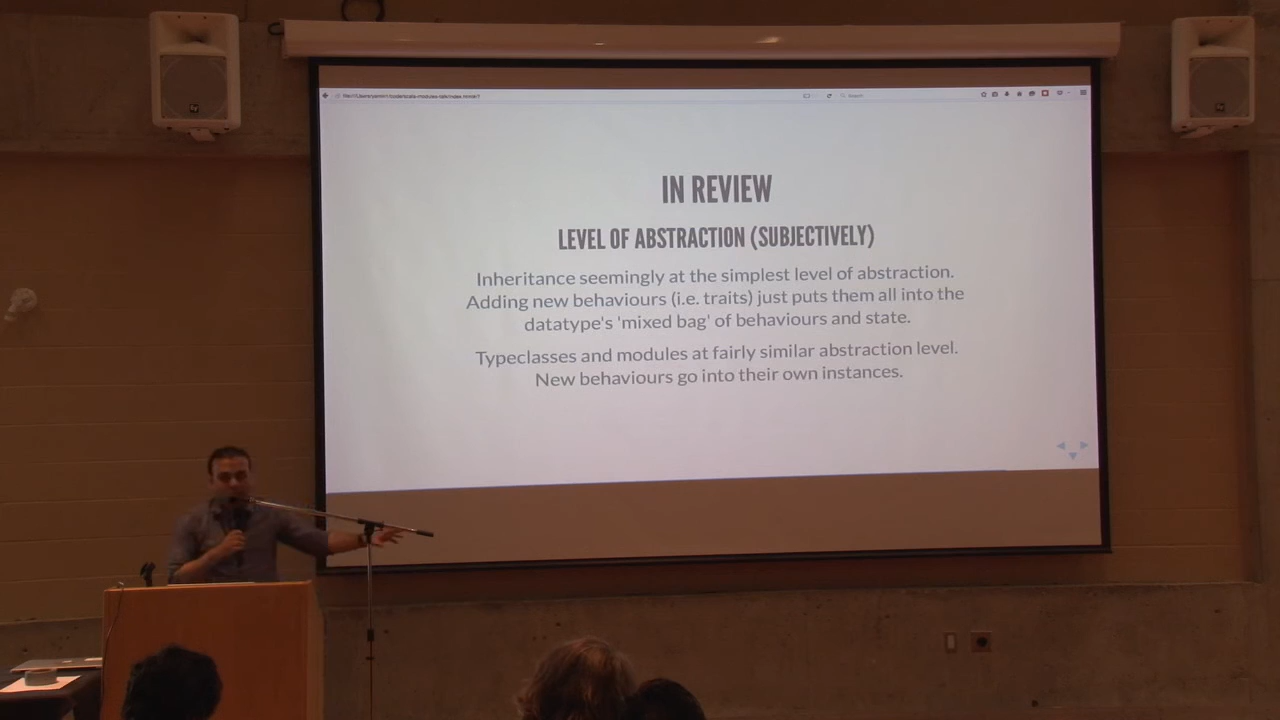 Search
IN REVIEW
LEVEL OF ABSTRACTION (SUBJECTIVELY)
Inheritance seemingly at the simplest level of abstraction.
Adding new behaviours (i.e. traits) just puts them all into the
datatype's 'mixed bag' of behaviours and state.
Typeclasses and modules at fairly similar abstraction level.
New behaviours go into their own instances.